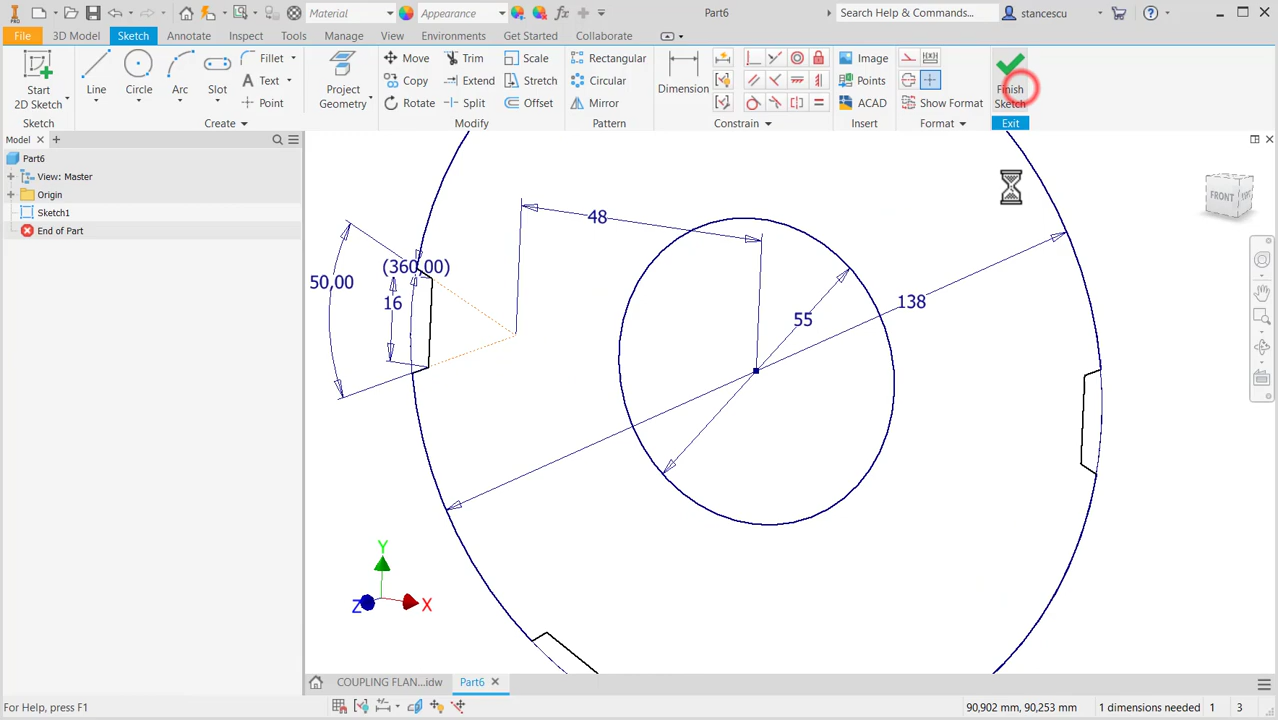 Material
Appearance
Part6
Search Help & Commands...
stancescu
File
3D Model
Sketch
Annotate
Inspect
Tools
Manage
View
Environments
Get Started
Collaborate
Start
2D Sketch
Line
Circle
Arc
Slot
Fillet
Text
Point
Project
Geometry
Move
Copy
Rotate
Trim
Extend
Split
Scale
Stretch
Offset
Rectangular
Circular
Mirror
Dimension
Image
Points
ACAD
Show Format
Finish
Sketch
Sketch
Create
Modify
Pattern
Constrain
Insert
Format
Exit
Model
Part6
View: Master
Origin
Sketch1
End of Part
48
(360,00)
50,00
16
55
138
FRONT
Y
Z
X
COUPLING FLAN...idw
Part6
For Help, press F1
90,902 mm, 90,253 mm
1 dimensions needed
1
3